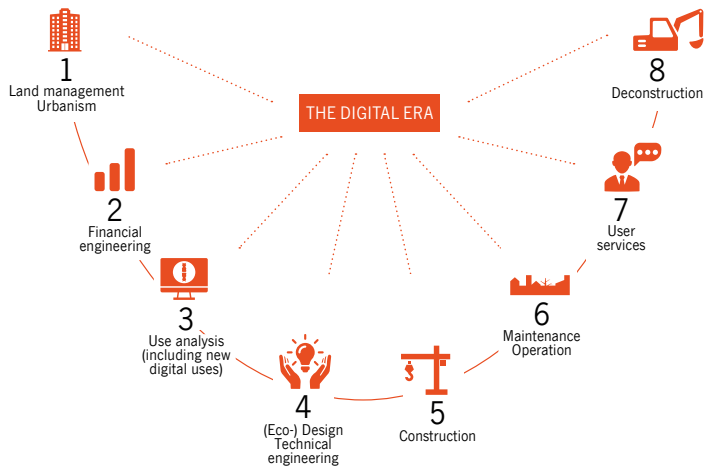 THE DIGITAL ERA
1
Land management
Urbanism
2
Financial
engineering
3
Use analysis
(including new
digital uses)
4
(Eco-) Design
Technical
engineering
5
Construction
6
Maintenance
Operation
7
User
services
8
Deconstruction